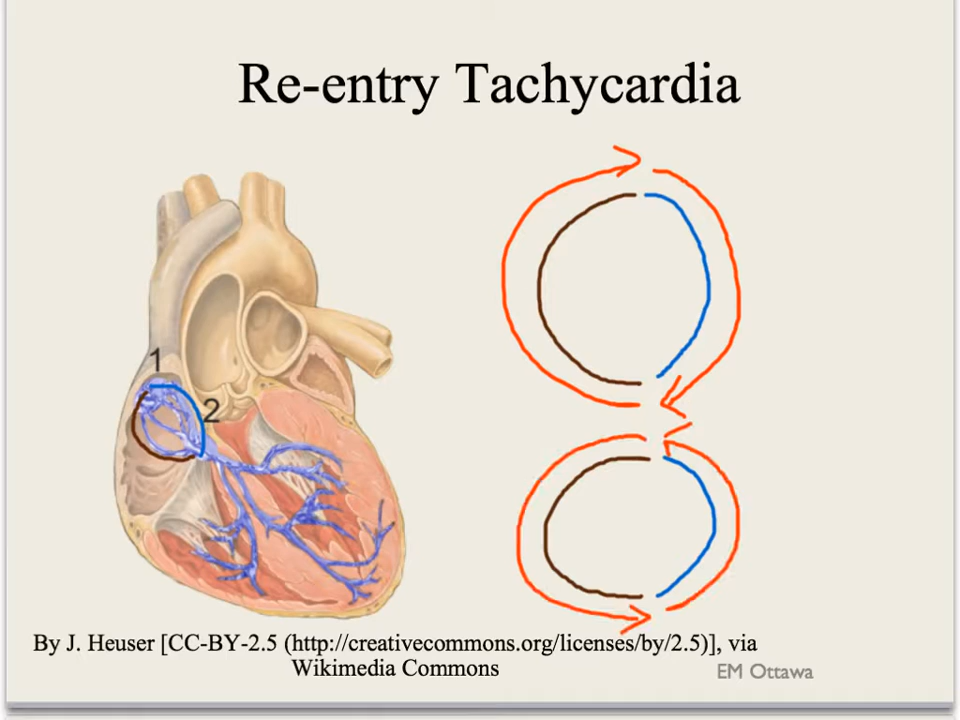 Re-entry Tachycardia
1
2
By J. Heuser [CC-BY-2.5 (http://creativecommons.org/licenses/by/2.5)], via
Wikimedia Commons
EM Ottawa